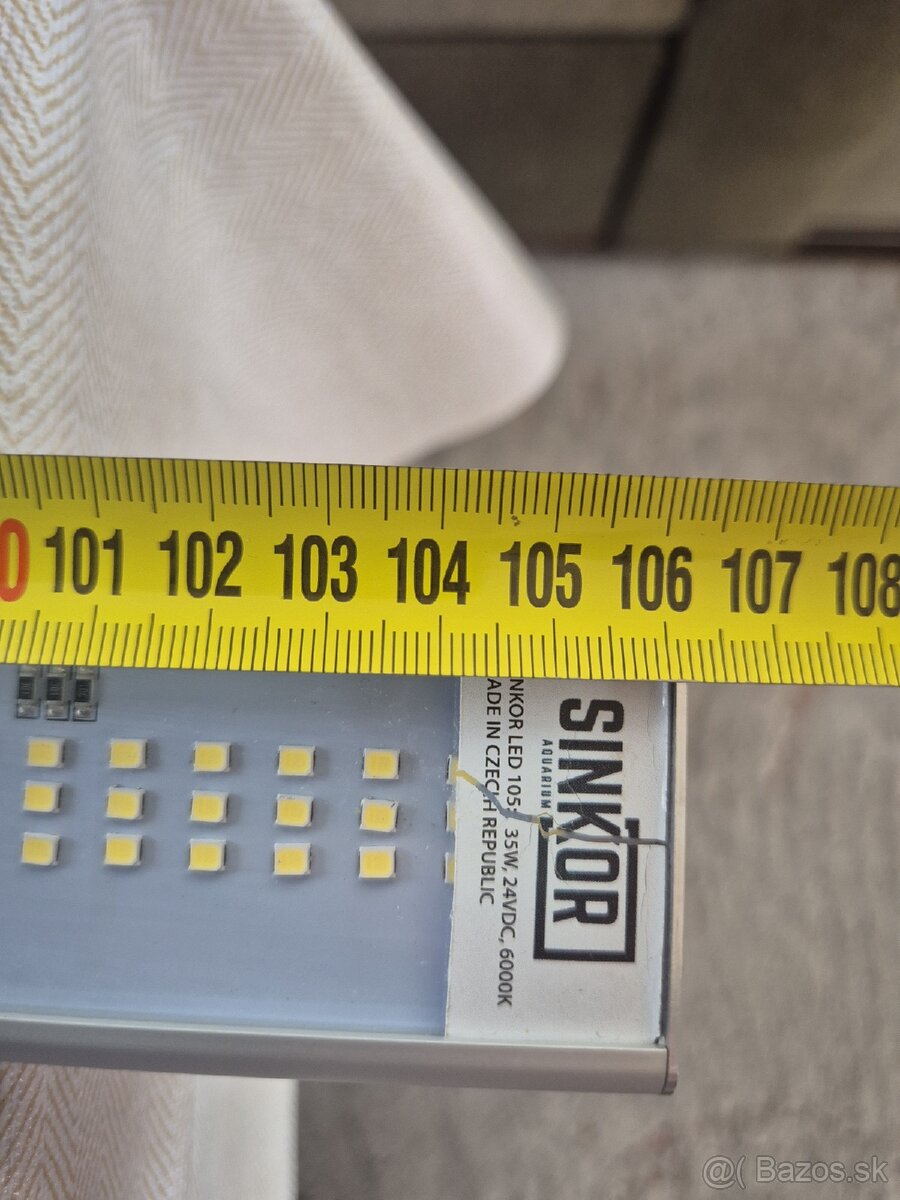 0 101 102 103 104 105 106 107 108
SINKOR
AQUARIUM
NKOR LED 105: 35W, 24VDC, 6000K
ADE IN CZECH REPUBLIC
@( Bazos.sk